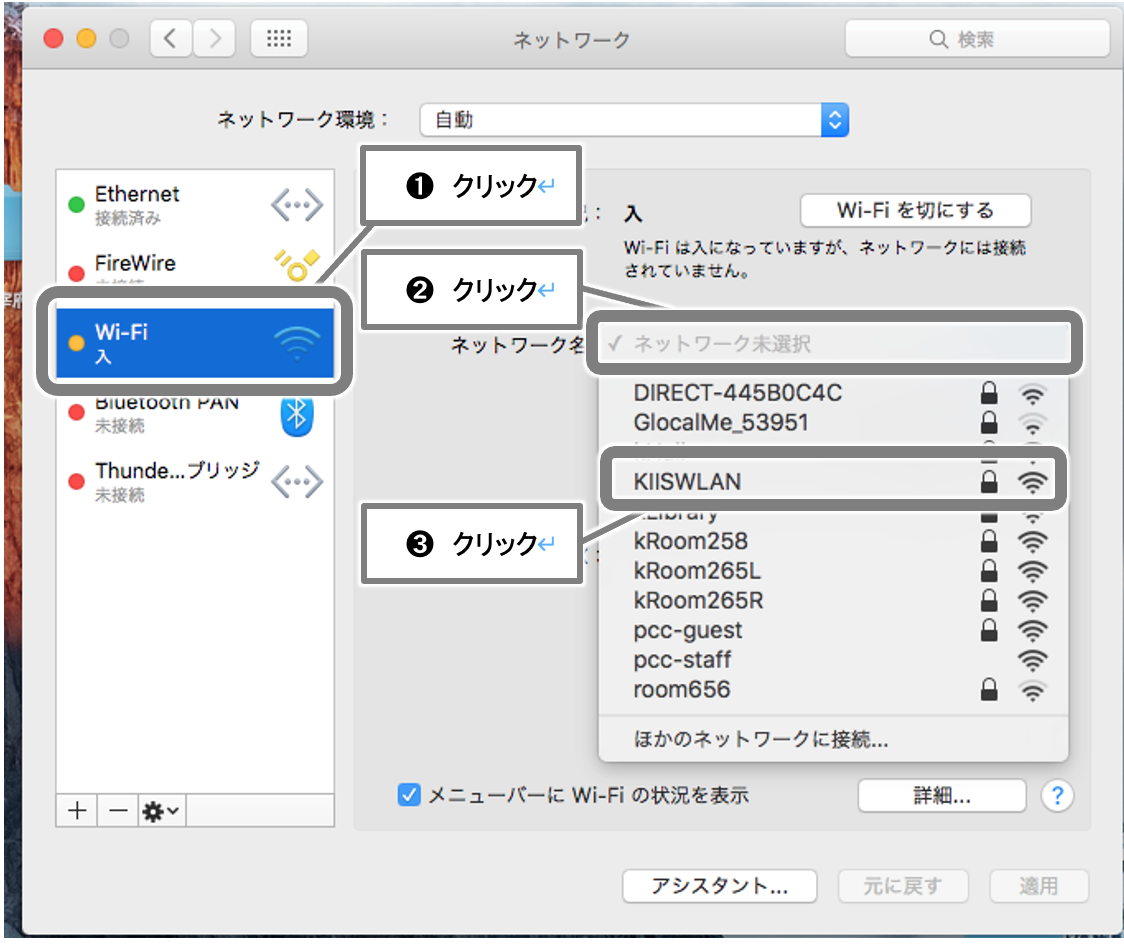 ネットワーク
検索
ネットワーク環境：
自動
Ethernet
接続済み
FireWire
Wi-Fi
入
Bluetooth PAN
未接続
Thunde...ブリッジ
未接続
❶ クリック↵
❷ クリック↵
❸ クリック↵
： 入
Wi-Fi を切にする
Wi-Fi は入になっていますが、ネットワークには接続
されていません。
ネットワーク名
✓ ネットワーク未選択
DIRECT-445B0C4C
GlocalMe_53951
KIISWLAN
kRoom258
kRoom265L
kRoom265R
pcc-guest
pcc-staff
room656
ほかのネットワークに接続...
メニューバーに Wi-Fi の状況を表示
詳細...
?
アシスタント...
元に戻す
適用